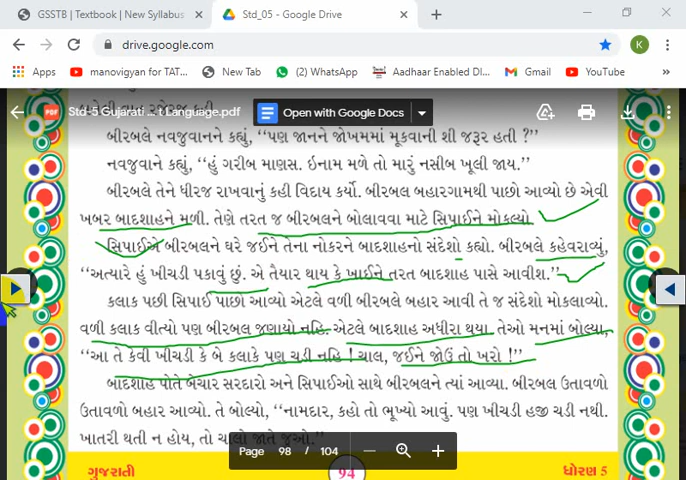 GSSTB | Textbook | New Syllabus
Std_05 - Google Drive
drive.google.com
K
Apps manovigyan for TAT... New Tab (2) WhatsApp Aadhaar Enabled DI... Gmail YouTube
PDF Std-5 Gujarati ... t Language.pdf Open with Google Docs
બીરબલે નવજુવાનને કહ્યું, “પણ જાનને જોખમમાં મૂકવાની શી જરૂર હતી ?”
નવજુવાને કહ્યું, “હું ગરીબ માણસ. ઇનામ મળે તો મારું નસીબ ખૂલી જાય.”
બીરબલે તેને ધીરજ રાખવાનું કહી વિદાય કર્યો. બીરબલ બહારગામથી પાછો આવ્યો છે એવી
ખબર બાદશાહને મળી. તેણે તરત જ બીરબલને બોલાવવા માટે સિપાઈને મોકલ્યો
સિપાઈએ બીરબલને ઘરે જઈને તેના નોકરને બાદશાહનો સંદેશો કહ્યો. બીરબલે કહેવરાવ્યું,
“અત્યારે હું ખીચડી પકાવું છું. એ તૈયાર થાય કે ખાઈને તરત બાદશાહ પાસે આવીશ.”
કલાક પછી સિપાઈ પાછો આવ્યો એટલે વળી બીરબલે બહાર આવી તે જ સંદેશો મોકલાવ્યો.
વળી કલાક વીત્યો પણ બીરબલ જણાયો નહિ. એટલે બાદશાહ અધીરા થયા તેઓ મનમાં બોલ્યા,
“આ તે કેવી ખીચડી કે બે કલાકે પણ ચડી નહિ ! ચાલ, જઈને જોઉં તો ખરો !”
બાદશાહ પોતે બેચાર સરદારો અને સિપાઈઓ સાથે બીરબલને ત્યાં આવ્યા. બીરબલ ઉતાવળો
ઉતાવળો બહાર આવ્યો. તે બોલ્યો, “નામદાર, કહો તો ભૂખ્યો આવું. પણ ખીચડી હજી ચડી નથી.
ખાતરી થતી ન હોય, તો ચાલો જાતે જુઓ.”
Page 98 / 104
ગુજરાતી 94 ધોરણ 5